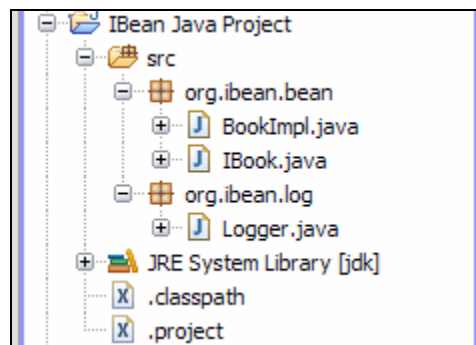 IBean Java Project
src
org.ibean.bean
BookImpl.java
IBook.java
org.ibean.log
Logger.java
JRE System Library [jdk]
.classpath
.project